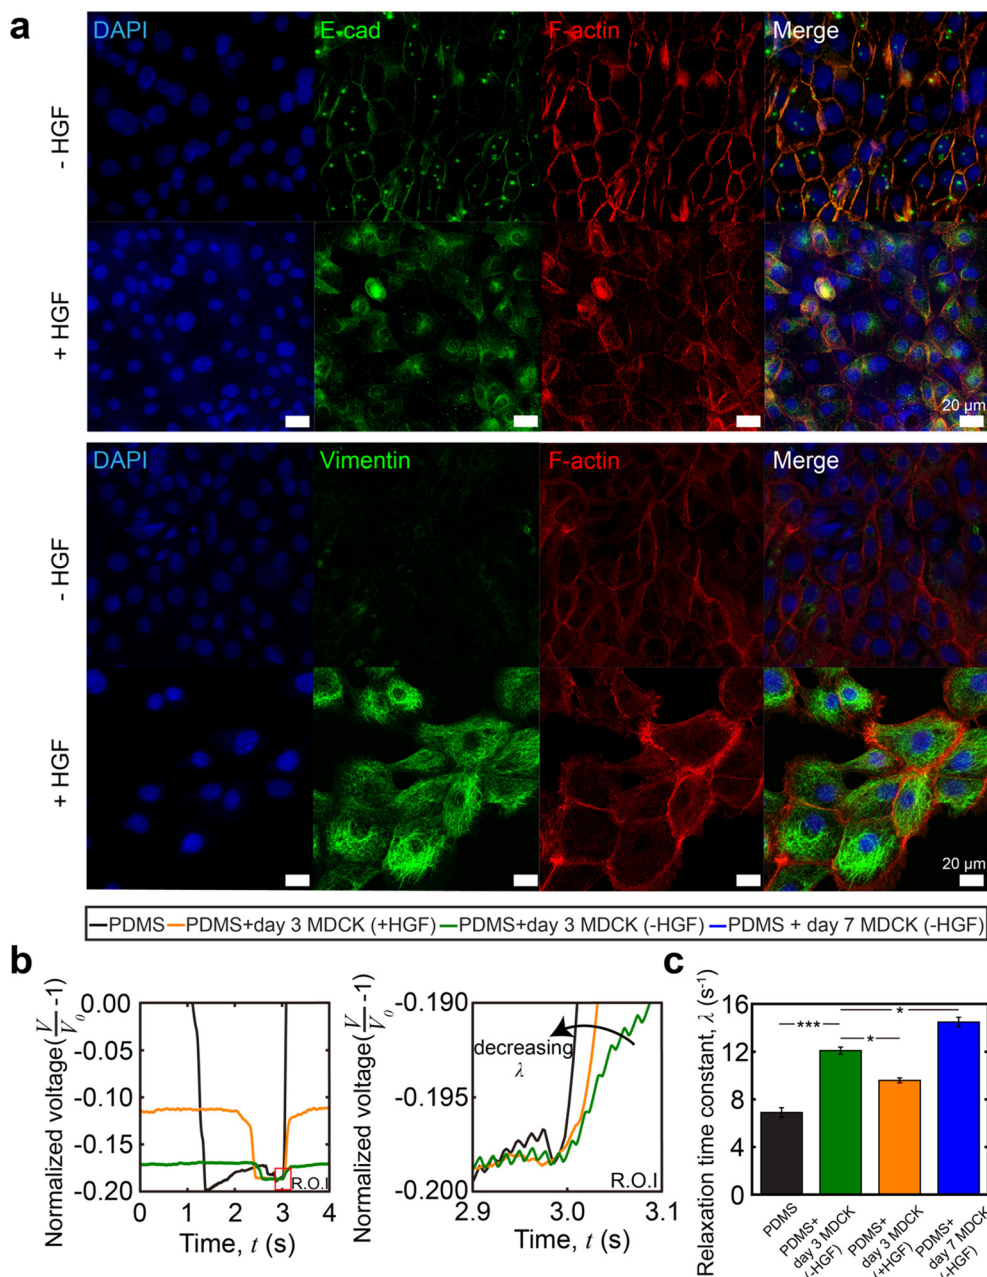 a
DAPI E-cad F-actin Merge
- HGF
+ HGF
20 µm
DAPI Vimentin F-actin Merge
- HGF
+ HGF
20 µm
PDMS PDMS+day 3 MDCK (+HGF) PDMS+day 3 MDCK (-HGF) PDMS + day 7 MDCK (-HGF)
b
Normalized voltage(V/V₀-1)
0.00
-0.05
-0.10
-0.15
-0.20
R.O.I
0 1 2 3 4
Time, t (s)
Normalized voltage(V/V₀-1)
-0.190
-0.195
-0.200
decreasing
λ
R.O.I
2.9 3.0 3.1
Time, t (s)
c
Relaxation time constant, λ (s⁻¹)
16
12
8
4
0
***
*
*
PDMS
PDMS+
day 3 MDCK
(-HGF)
PDMS+
day 3 MDCK
(+HGF)
PDMS+
day 7 MDCK
(-HGF)